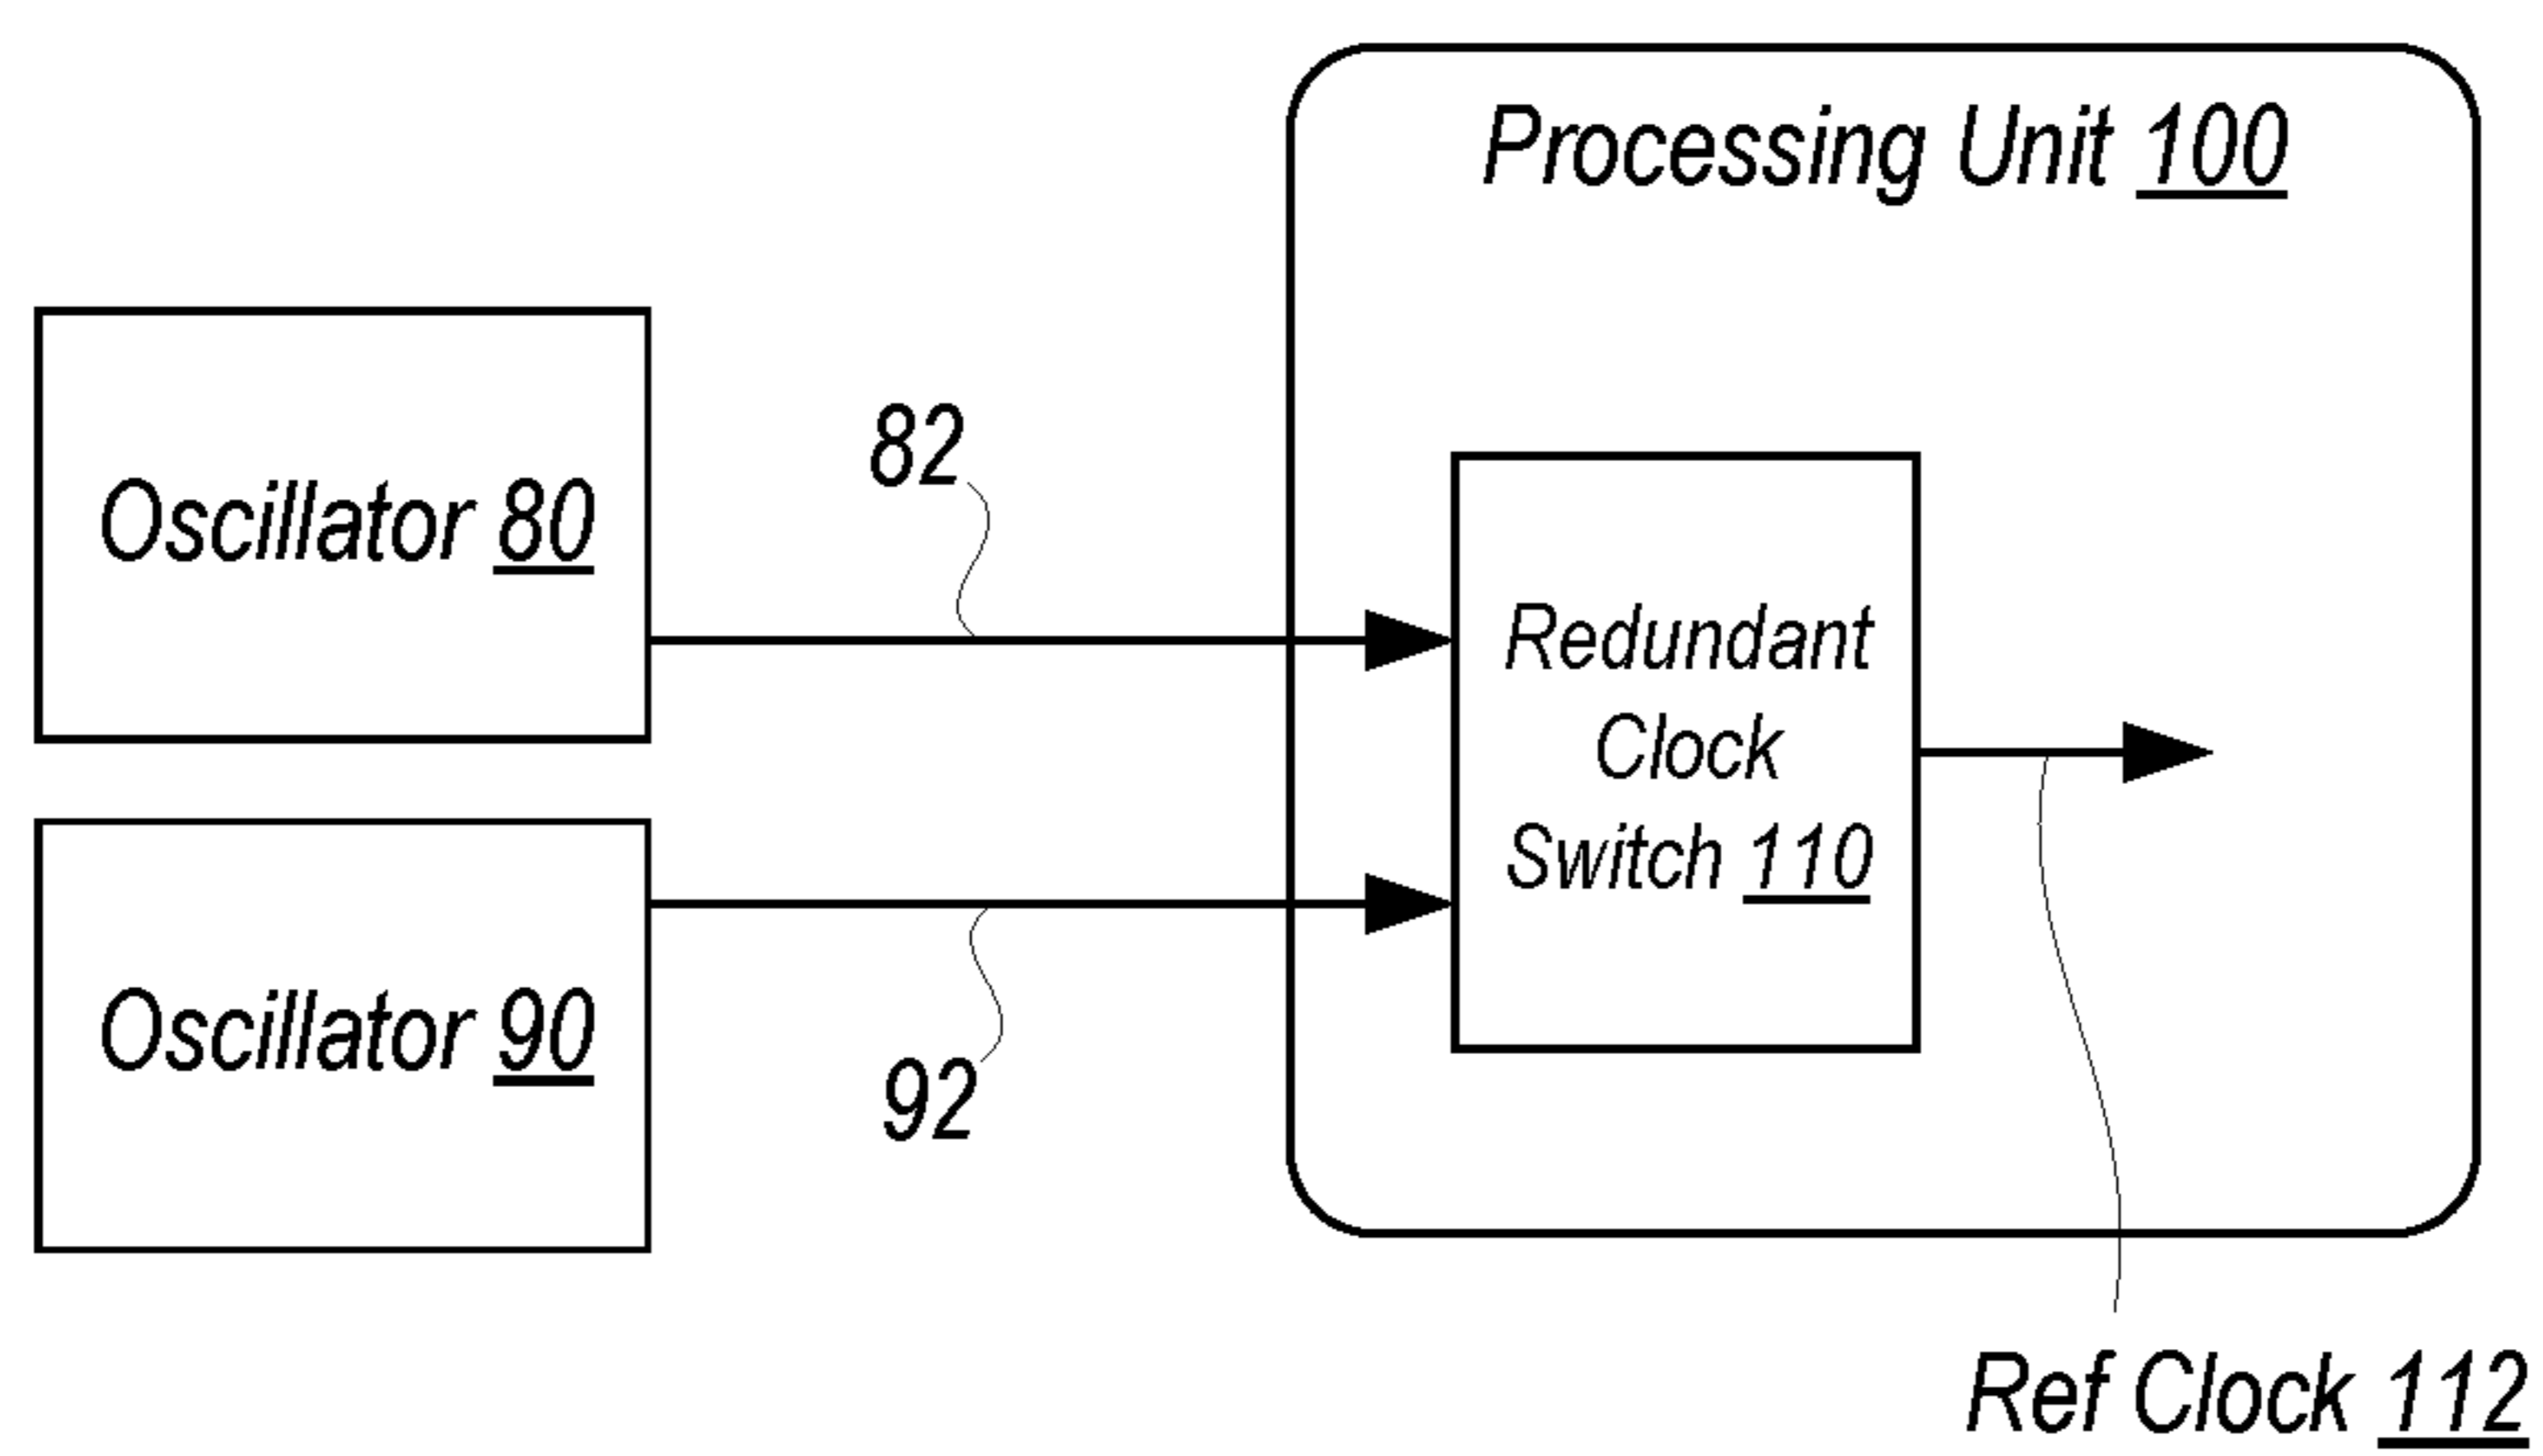 Processing Unit 100
Oscillator 80
82
Redundant
Clock
Switch 110
Oscillator 90
92
Ref Clock 112